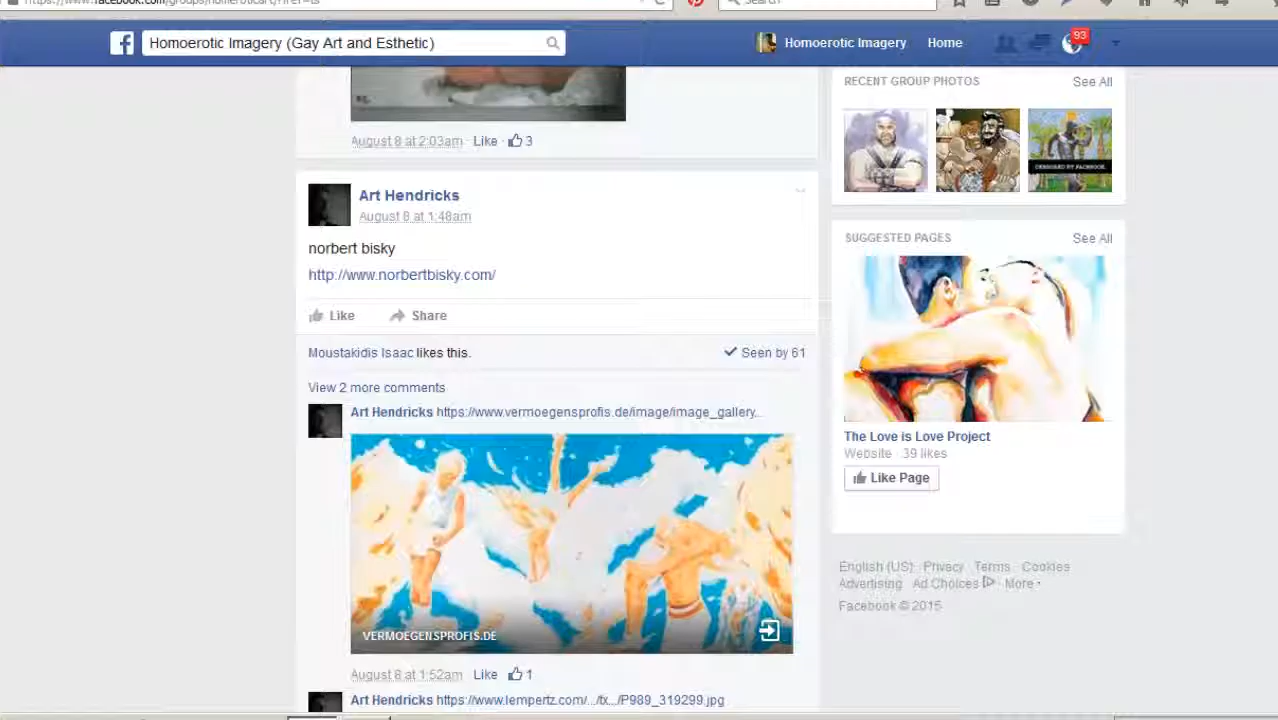 https://www.facebook.com/groups/homoeroticart/?fref=ts
Search
Homoerotic Imagery (Gay Art and Esthetic)
Homoerotic Imagery
Home
93
August 8 at 2:03am · Like · 3
Art Hendricks
August 8 at 1:48am
norbert bisky
http://www.norbertbisky.com/
Like Share
Moustakidis Isaac likes this.
Seen by 61
View 2 more comments
Art Hendricks https://www.vermoegensprofis.de/image/image_gallery...
VERMOEGENSPROFIS.DE
August 8 at 1:52am Like 1
Art Hendricks https://www.lempertz.com/.../tx.../P989_319299.jpg
RECENT GROUP PHOTOS See All
CENSORED BY FACEBOOK
SUGGESTED PAGES See All
The Love is Love Project
Website · 39 likes
Like Page
English (US) · Privacy · Terms · Cookies
Advertising · Ad Choices · More
Facebook © 2015